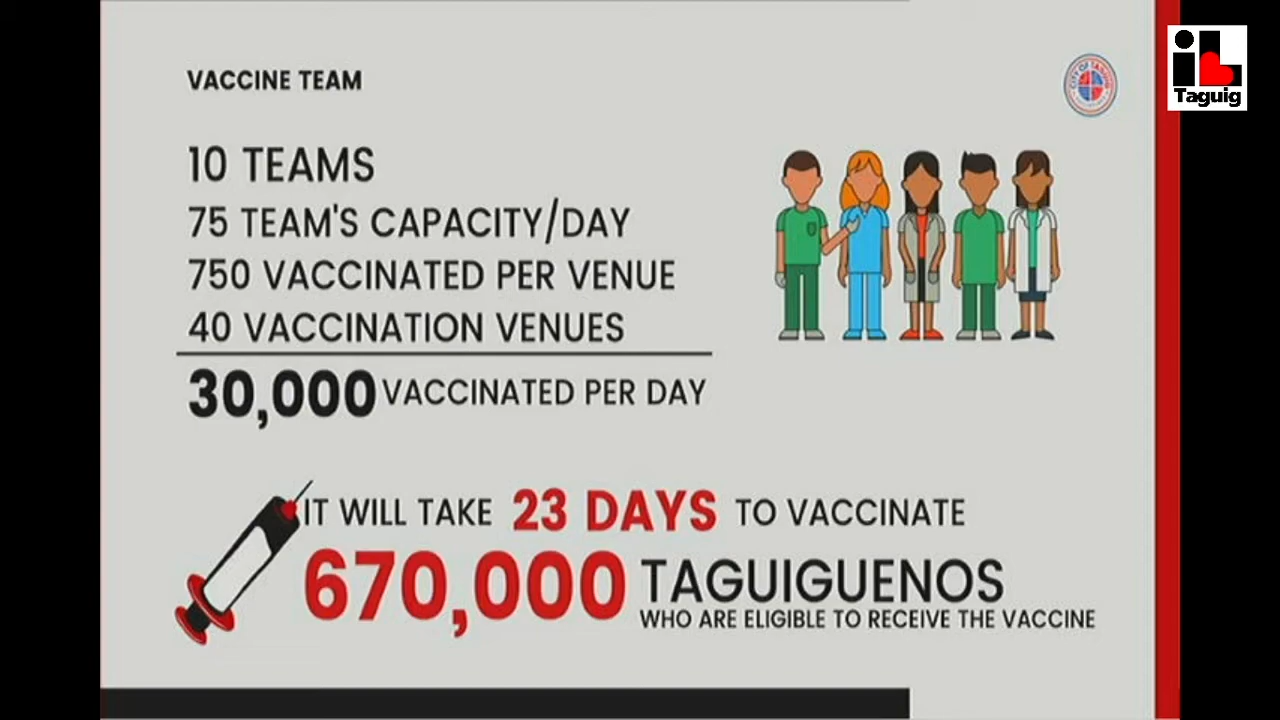 VACCINE TEAM
iL
Taguig
10 TEAMS
75 TEAM'S CAPACITY/DAY
750 VACCINATED PER VENUE
40 VACCINATION VENUES
30,000 VACCINATED PER DAY
IT WILL TAKE 23 DAYS TO VACCINATE
670,000 TAGUIGUENOS
WHO ARE ELIGIBLE TO RECEIVE THE VACCINE